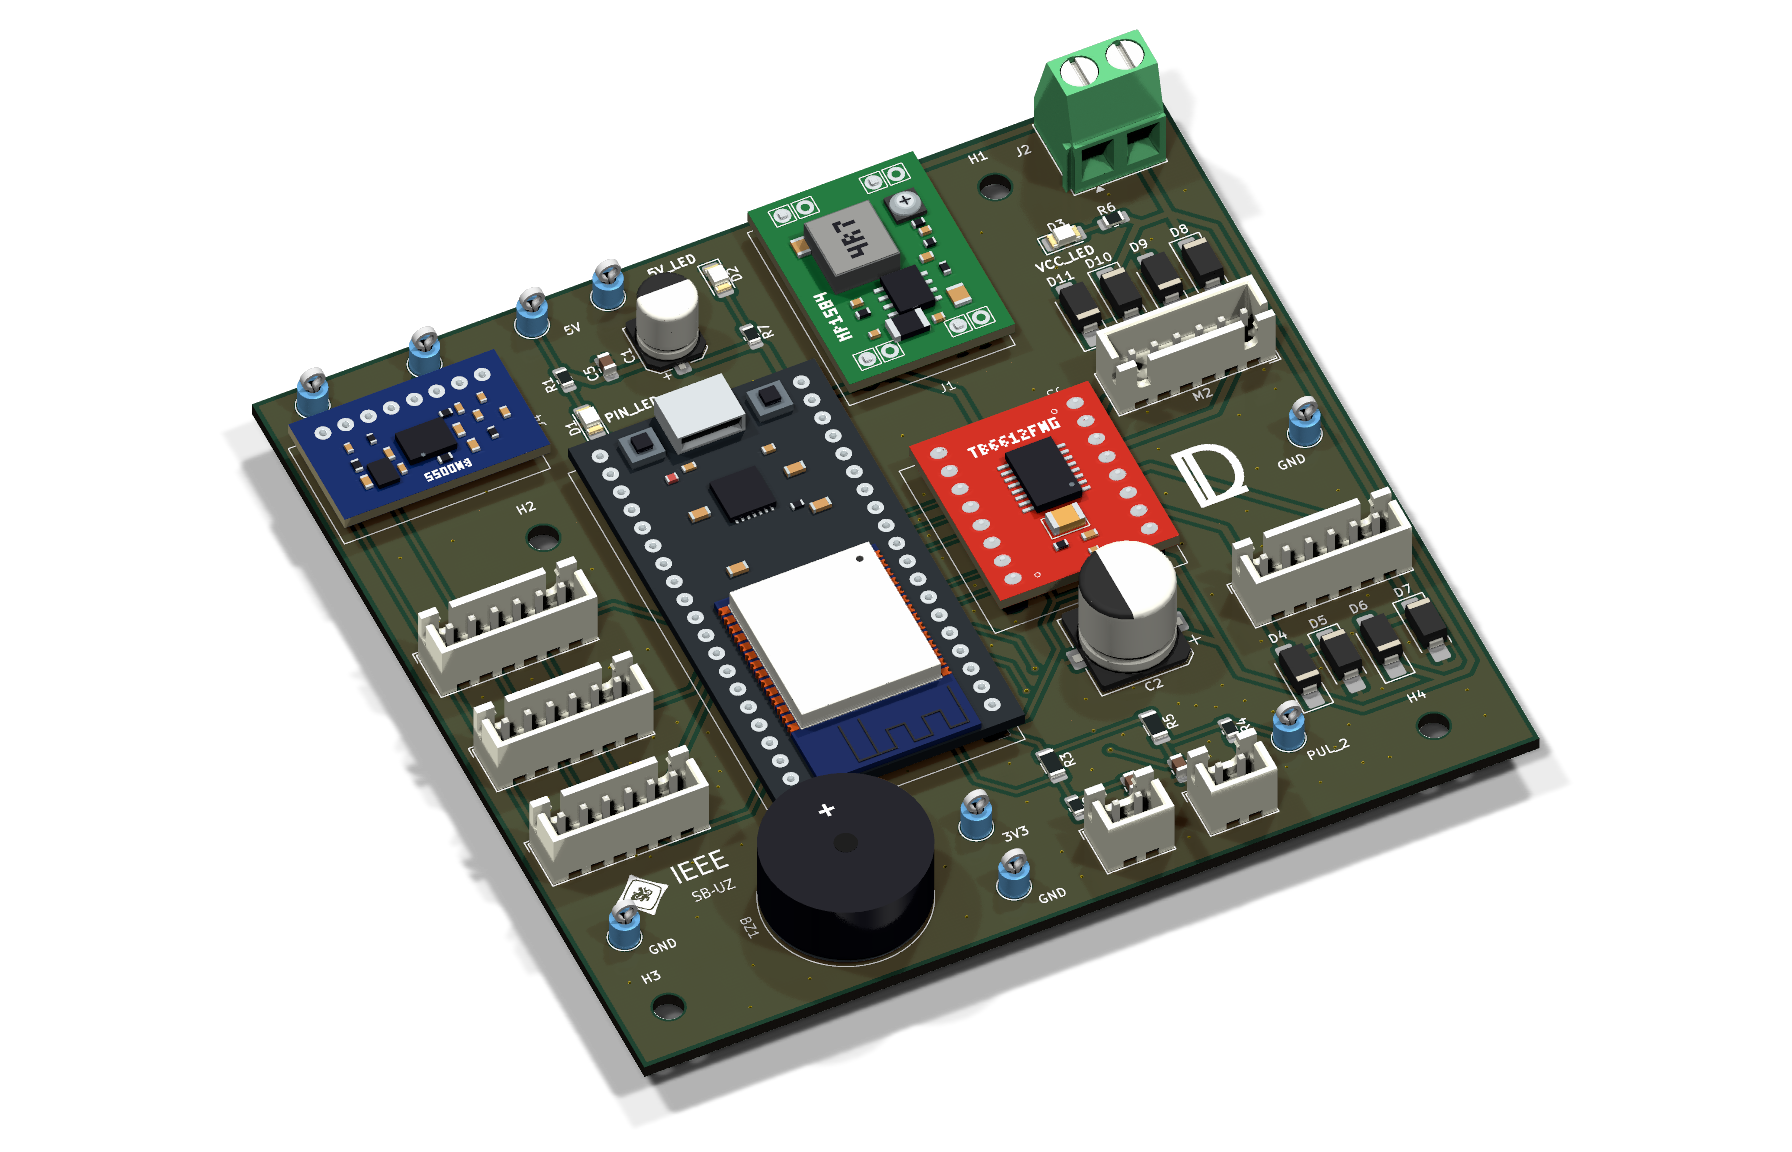 H1
J2
R6
D3
VCC_LED
D8
D9
D10
D11
4R7
5V_LED
D2
MP1584
R7
5V
C1
C5
R1
+
PIN_LED
D1
J1
M2
BNO055
TB6612FNG
GND
H2
D7
D6
D5
D4
H4
+
C2
R5
R4
PUL_2
R3
+
3V3
IEEE
SB-UZ
GND
BZ1
GND
H3